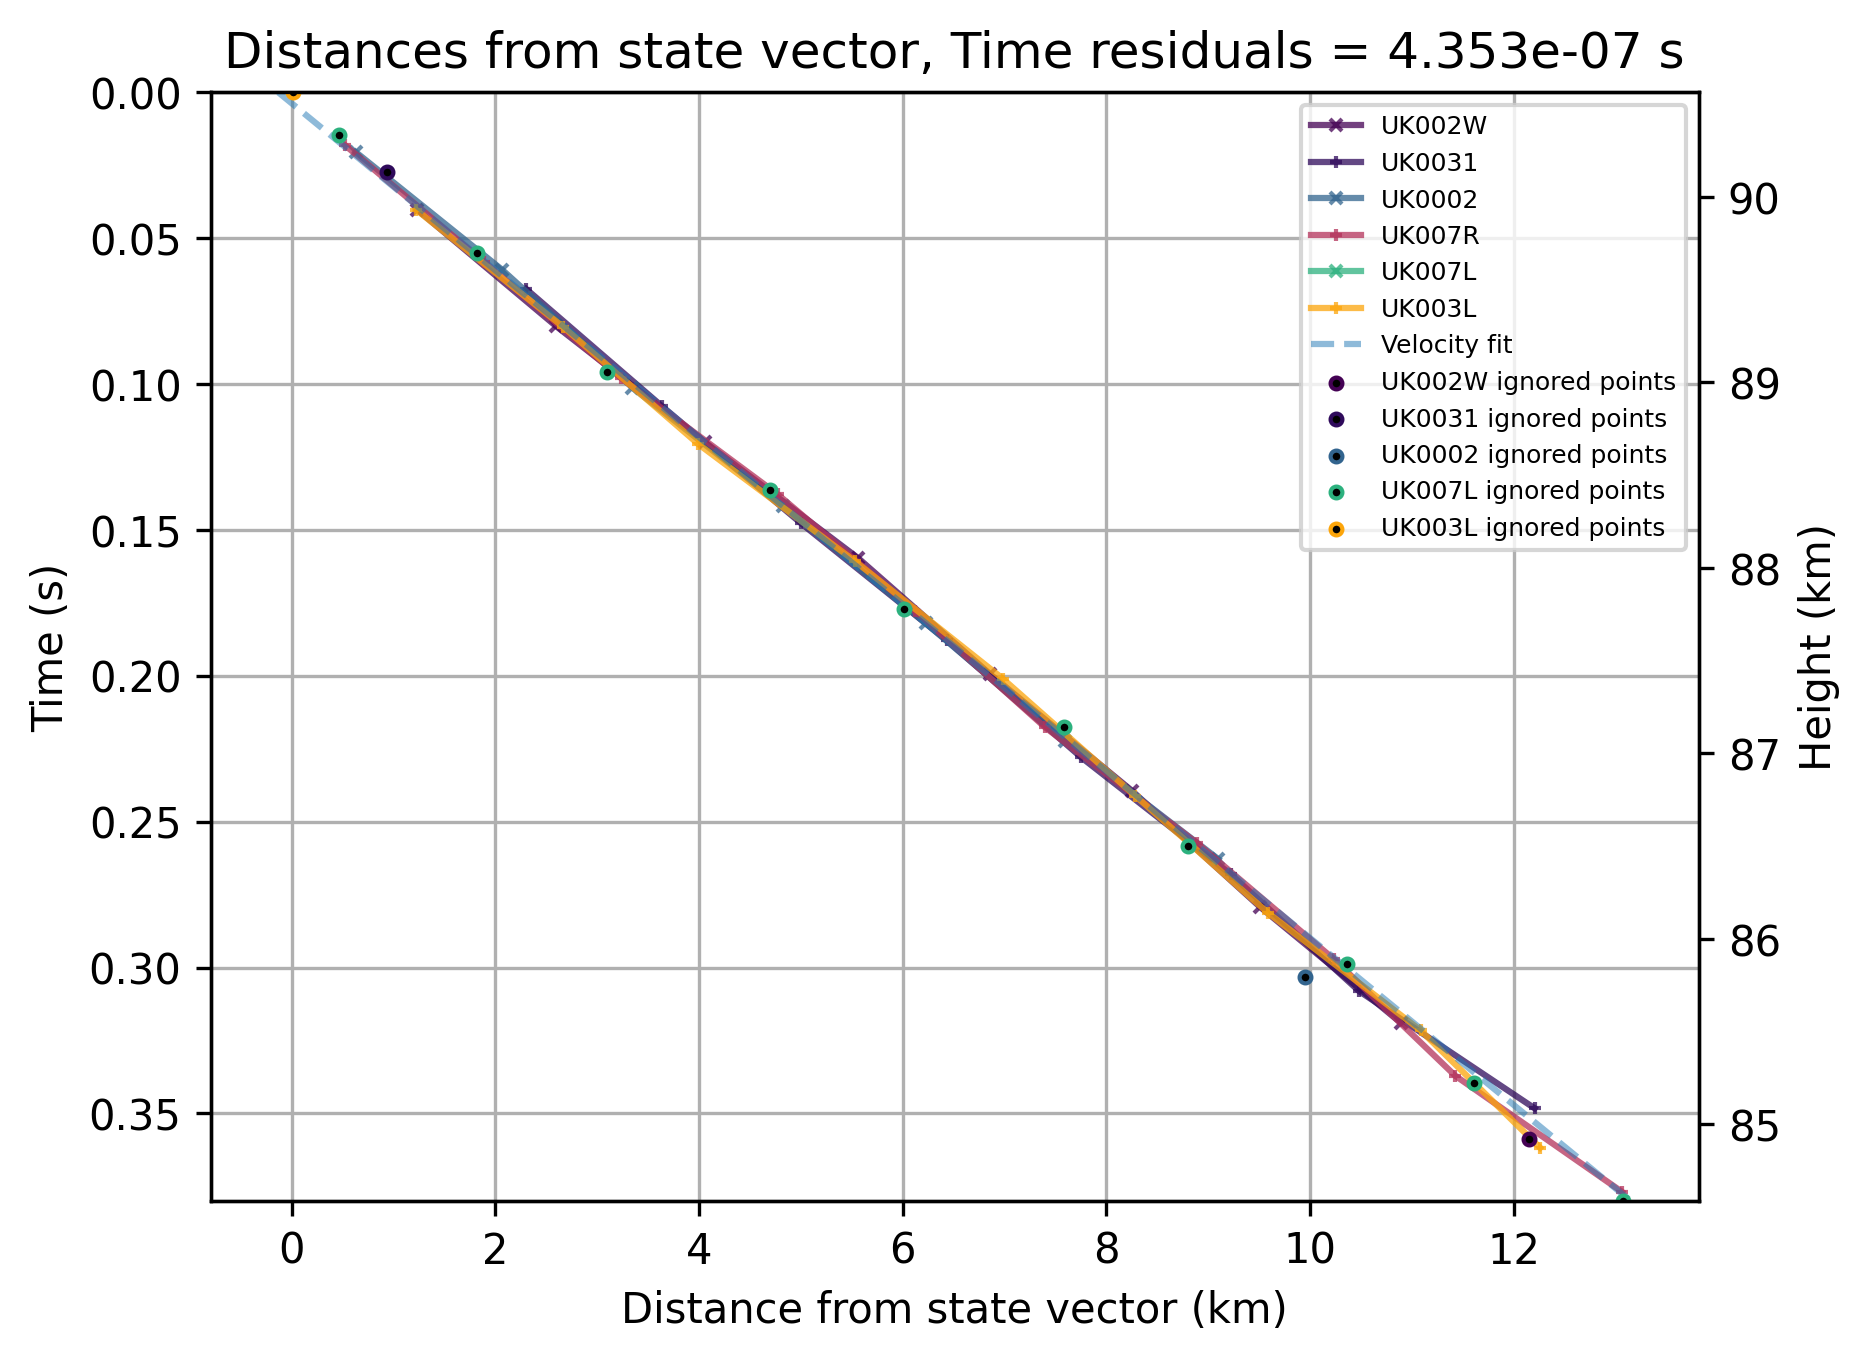 Distances from state vector, Time residuals = 4.353e-07 s
0.00
0.05
0.10
0.15
0.20
0.25
0.30
0.35
Time (s)
UK002W
UK0031
UK0002
UK007R
UK007L
UK003L
Velocity fit
UK002W ignored points
UK0031 ignored points
UK0002 ignored points
UK007L ignored points
UK003L ignored points
90
89
88
87
86
85
Height (km)
0 2 4 6 8 10 12
Distance from state vector (km)